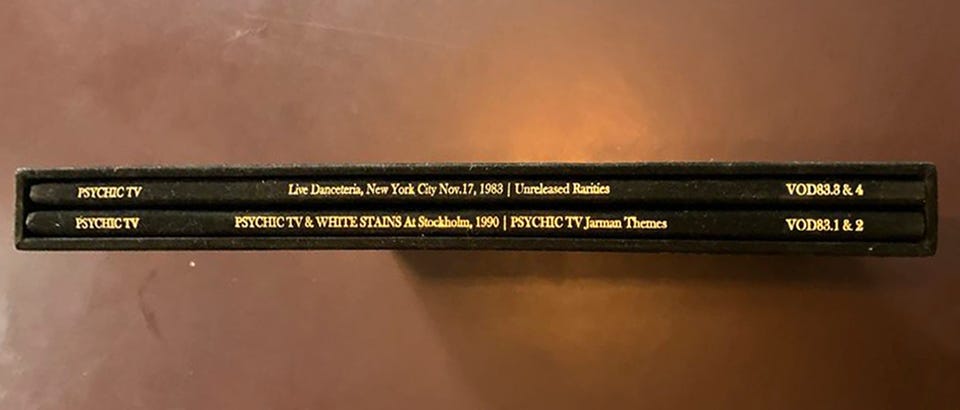 PSYCHIC TV Live Danceteria, New York City Nov.17, 1983 | Unreleased Rarities VOD83.3 & 4
PSYCHIC TV PSYCHIC TV & WHITE STAINS At Stockholm, 1990 | PSYCHIC TV Jarman Themes VOD83.1 & 2